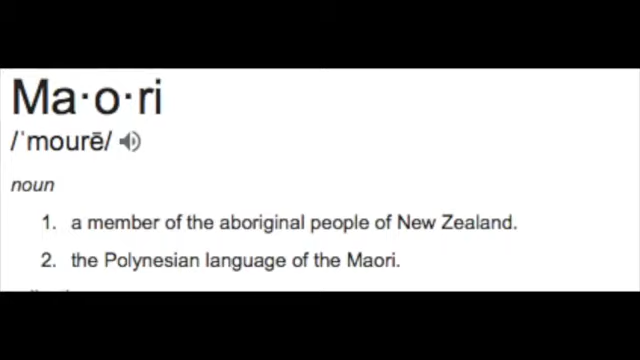 Ma·o·ri
/ˈmourē/
noun
1. a member of the aboriginal people of New Zealand.
2. the Polynesian language of the Maori.